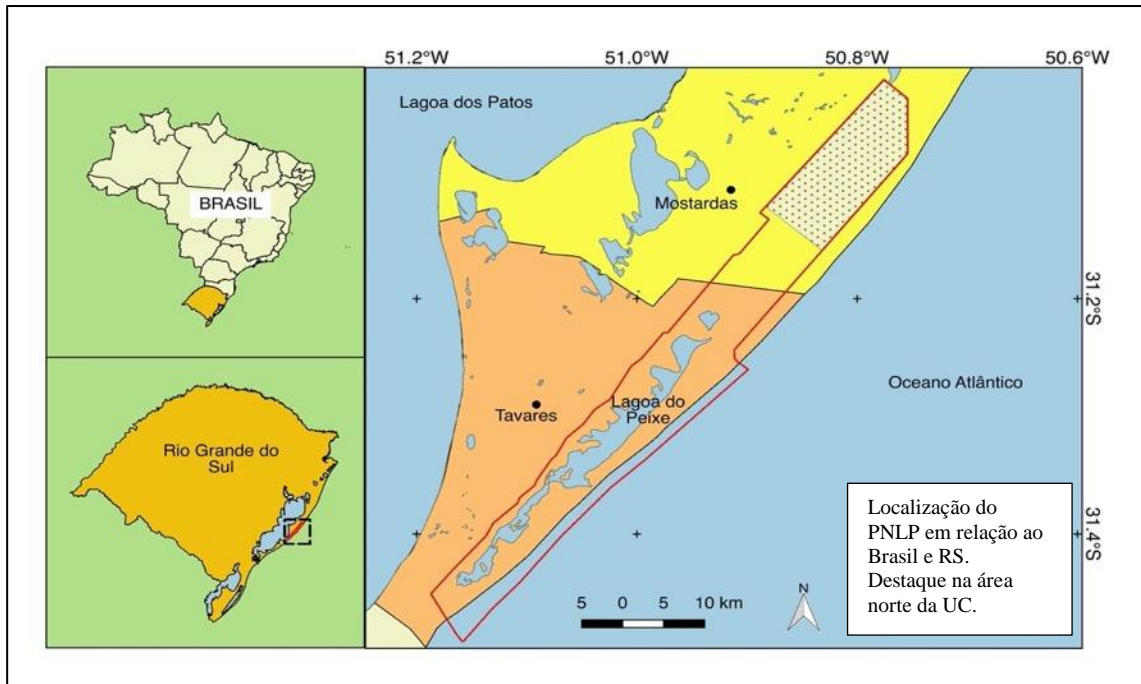 BRASIL
Rio Grande do
Sul
51.2°W
51.0°W
50.8°W
50.6°W
Lagoa dos Patos
Mostardas
31.2°S
Oceano Atlântico
Tavares
Lagoa do
Peixe
31.4°S
5 0 5 10 km
N
Localização do
PNLP em relação ao
Brasil e RS.
Destaque na área
norte da UC.